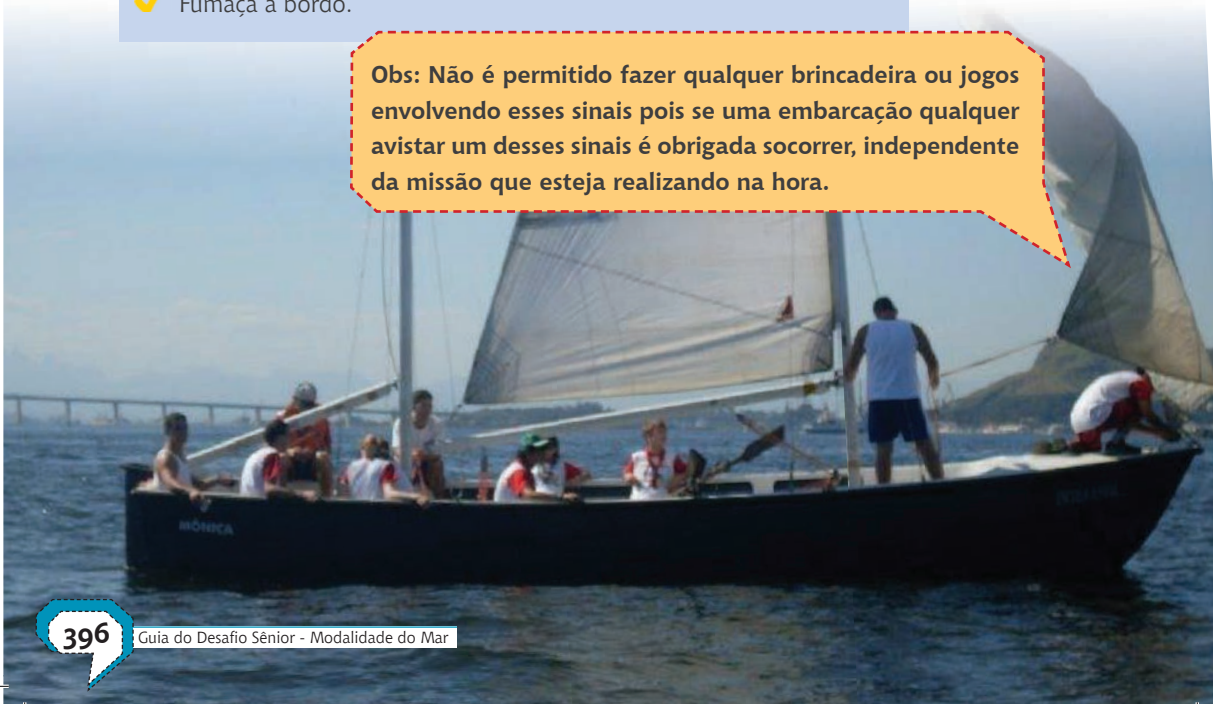 Fumaça a bordo.
Obs: Não é permitido fazer qualquer brincadeira ou jogos
envolvendo esses sinais pois se uma embarcação qualquer
avistar um desses sinais é obrigada socorrer, independente
da missão que esteja realizando na hora.
MÔNICA
396
Guia do Desafio Sênior - Modalidade do Mar